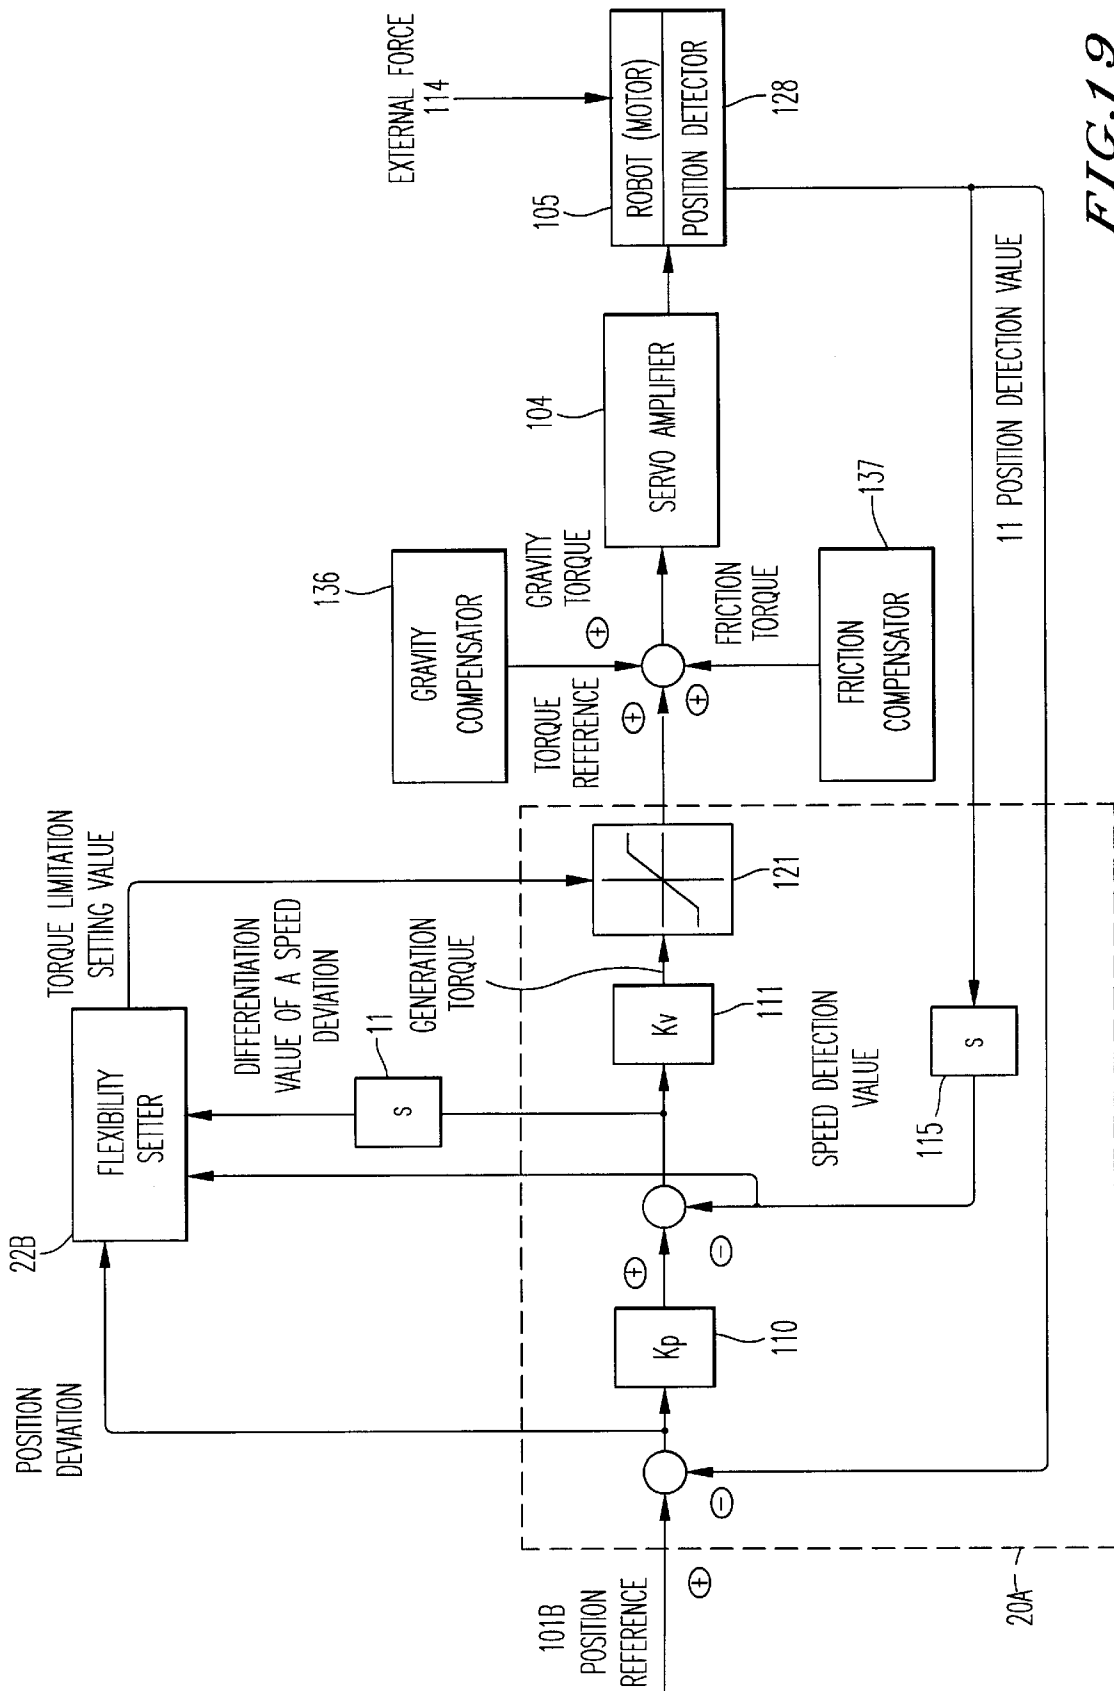 EXTERNAL FORCE
114
105
ROBOT (MOTOR)
POSITION DETECTOR
128
104
SERVO AMPLIFIER
136
GRAVITY
COMPENSATOR
GRAVITY
TORQUE
+
TORQUE
REFERENCE
+
+
FRICTION
TORQUE
137
FRICTION
COMPENSATOR
11 POSITION DETECTION VALUE
TORQUE LIMITATION
SETTING VALUE
121
DIFFERENTIATION
VALUE OF A SPEED
DEVIATION
GENERATION
TORQUE
11
S
Kv
111
FLEXIBILITY
SETTER
22B
SPEED DETECTION
VALUE
S
115
+
−
Kp
110
POSITION
DEVIATION
−
101B
POSITION
REFERENCE
+
20A
FIG.19